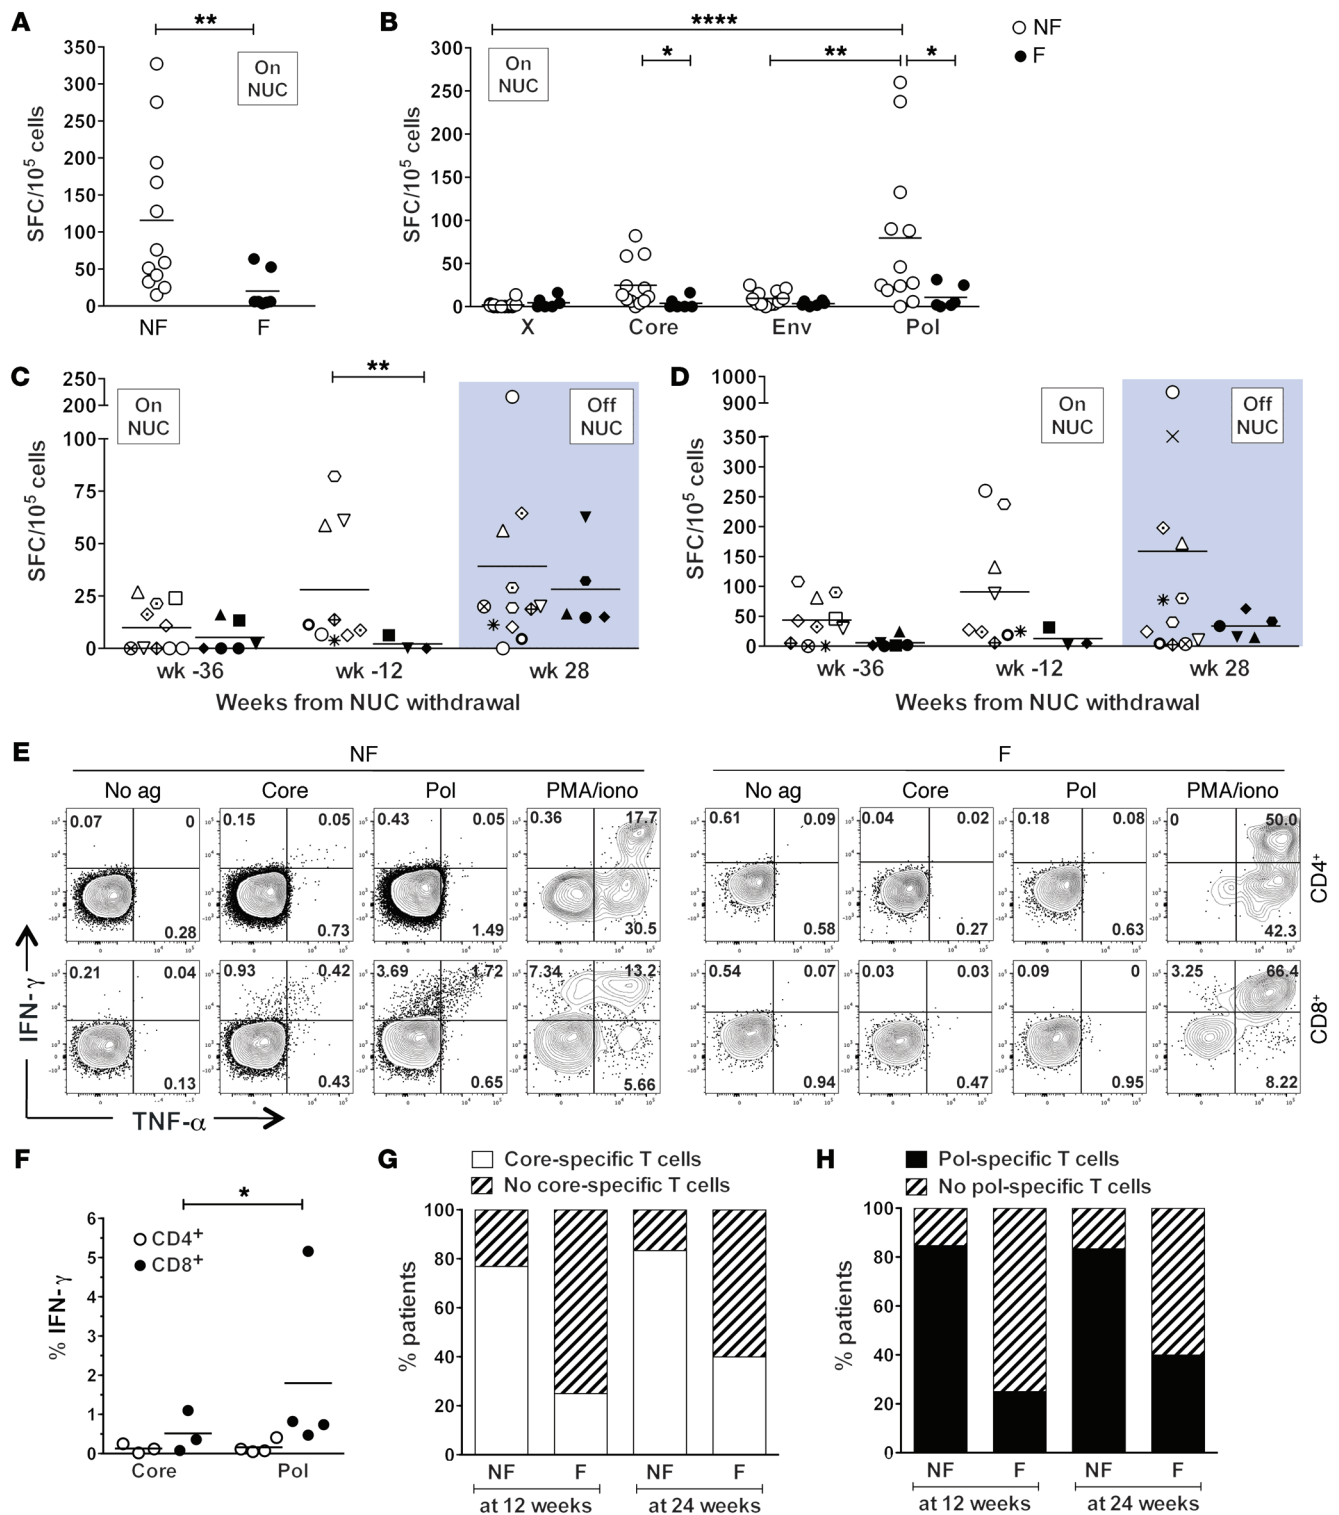 A
**
On
NUC
SFC/10⁵ cells
350
300
250
200
150
100
50
0
NF
F
B
****
*
**
*
NF
F
On
NUC
SFC/10⁵ cells
300
250
200
150
100
50
0
X
Core
Env
Pol
C
**
On
NUC
Off
NUC
SFC/10⁵ cells
250
200
100
75
50
25
0
wk -36
wk -12
wk 28
Weeks from NUC withdrawal
D
On
NUC
Off
NUC
SFC/10⁵ cells
1000
900
350
300
250
200
150
100
50
0
wk -36
wk -12
wk 28
Weeks from NUC withdrawal
E
NF
F
No ag
Core
Pol
PMA/iono
No ag
Core
Pol
PMA/iono
0.07
0
0.28
0.15
0.05
0.73
0.43
0.05
1.49
0.36
17.7
30.5
0.61
0.09
0.58
0.04
0.02
0.27
0.18
0.08
0.63
0
50.0
42.3
CD4⁺
0.21
0.04
0.13
0.93
0.42
0.43
3.69
1.72
0.65
7.34
13.2
5.66
0.54
0.07
0.94
0.03
0.03
0.47
0.09
0
0.95
3.25
66.4
8.22
CD8⁺
IFN-γ
TNF-α
F
*
% IFN-γ
6
5
4
3
2
1
0
CD4⁺
CD8⁺
Core
Pol
G
Core-specific T cells
No core-specific T cells
% patients
100
80
60
40
20
0
NF
F
NF
F
at 12 weeks
at 24 weeks
H
Pol-specific T cells
No pol-specific T cells
% patients
100
80
60
40
20
0
NF
F
NF
F
at 12 weeks
at 24 weeks